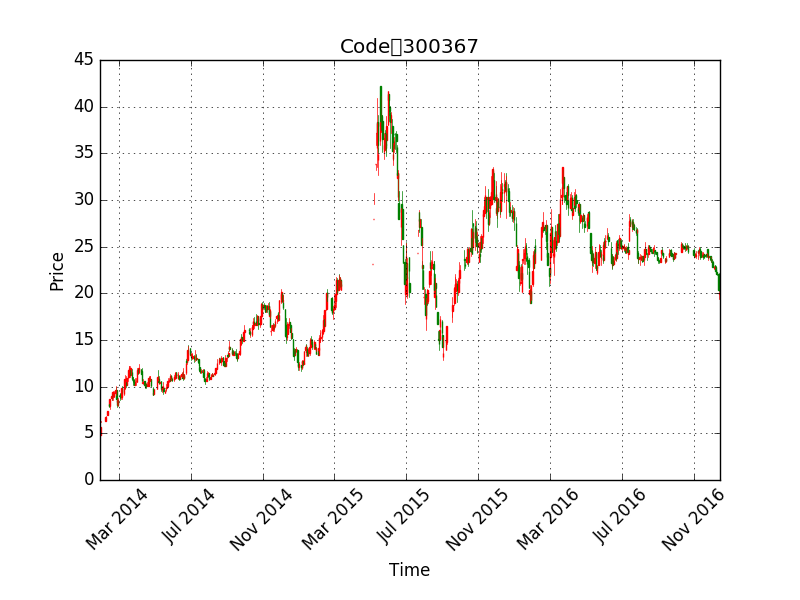 Code▯300367
45
40
35
30
25
20
15
10
5
0
Price
Mar 2014
Jul 2014
Nov 2014
Mar 2015
Jul 2015
Nov 2015
Mar 2016
Jul 2016
Nov 2016
Time